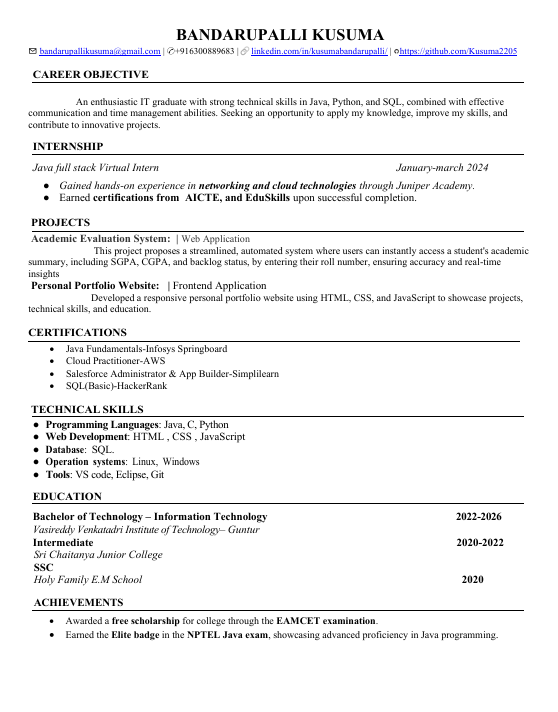 BANDARUPALLI KUSUMA
bandarupallikusuma@gmail.com | +916300889683 | linkedin.com/in/kusumabandarupalli/ | https://github.com/Kusuma2205
CAREER OBJECTIVE
An enthusiastic IT graduate with strong technical skills in Java, Python, and SQL, combined with effective
communication and time management abilities. Seeking an opportunity to apply my knowledge, improve my skills, and
contribute to innovative projects.
INTERNSHIP
Java full stack Virtual Intern January-march 2024
● Gained hands-on experience in networking and cloud technologies through Juniper Academy.
● Earned certifications from AICTE, and EduSkills upon successful completion.
PROJECTS
Academic Evaluation System: | Web Application
This project proposes a streamlined, automated system where users can instantly access a student's academic
summary, including SGPA, CGPA, and backlog status, by entering their roll number, ensuring accuracy and real-time
insights
Personal Portfolio Website: | Frontend Application
Developed a responsive personal portfolio website using HTML, CSS, and JavaScript to showcase projects,
technical skills, and education.
CERTIFICATIONS
• Java Fundamentals-Infosys Springboard
• Cloud Practitioner-AWS
• Salesforce Administrator & App Builder-Simplilearn
• SQL(Basic)-HackerRank
TECHNICAL SKILLS
● Programming Languages: Java, C, Python
● Web Development: HTML , CSS , JavaScript
● Database: SQL.
● Operation systems: Linux, Windows
● Tools: VS code, Eclipse, Git
EDUCATION
Bachelor of Technology – Information Technology 2022-2026
Vasireddy Venkatadri Institute of Technology– Guntur
Intermediate 2020-2022
Sri Chaitanya Junior College
SSC
Holy Family E.M School 2020
ACHIEVEMENTS
• Awarded a free scholarship for college through the EAMCET examination.
• Earned the Elite badge in the NPTEL Java exam, showcasing advanced proficiency in Java programming.